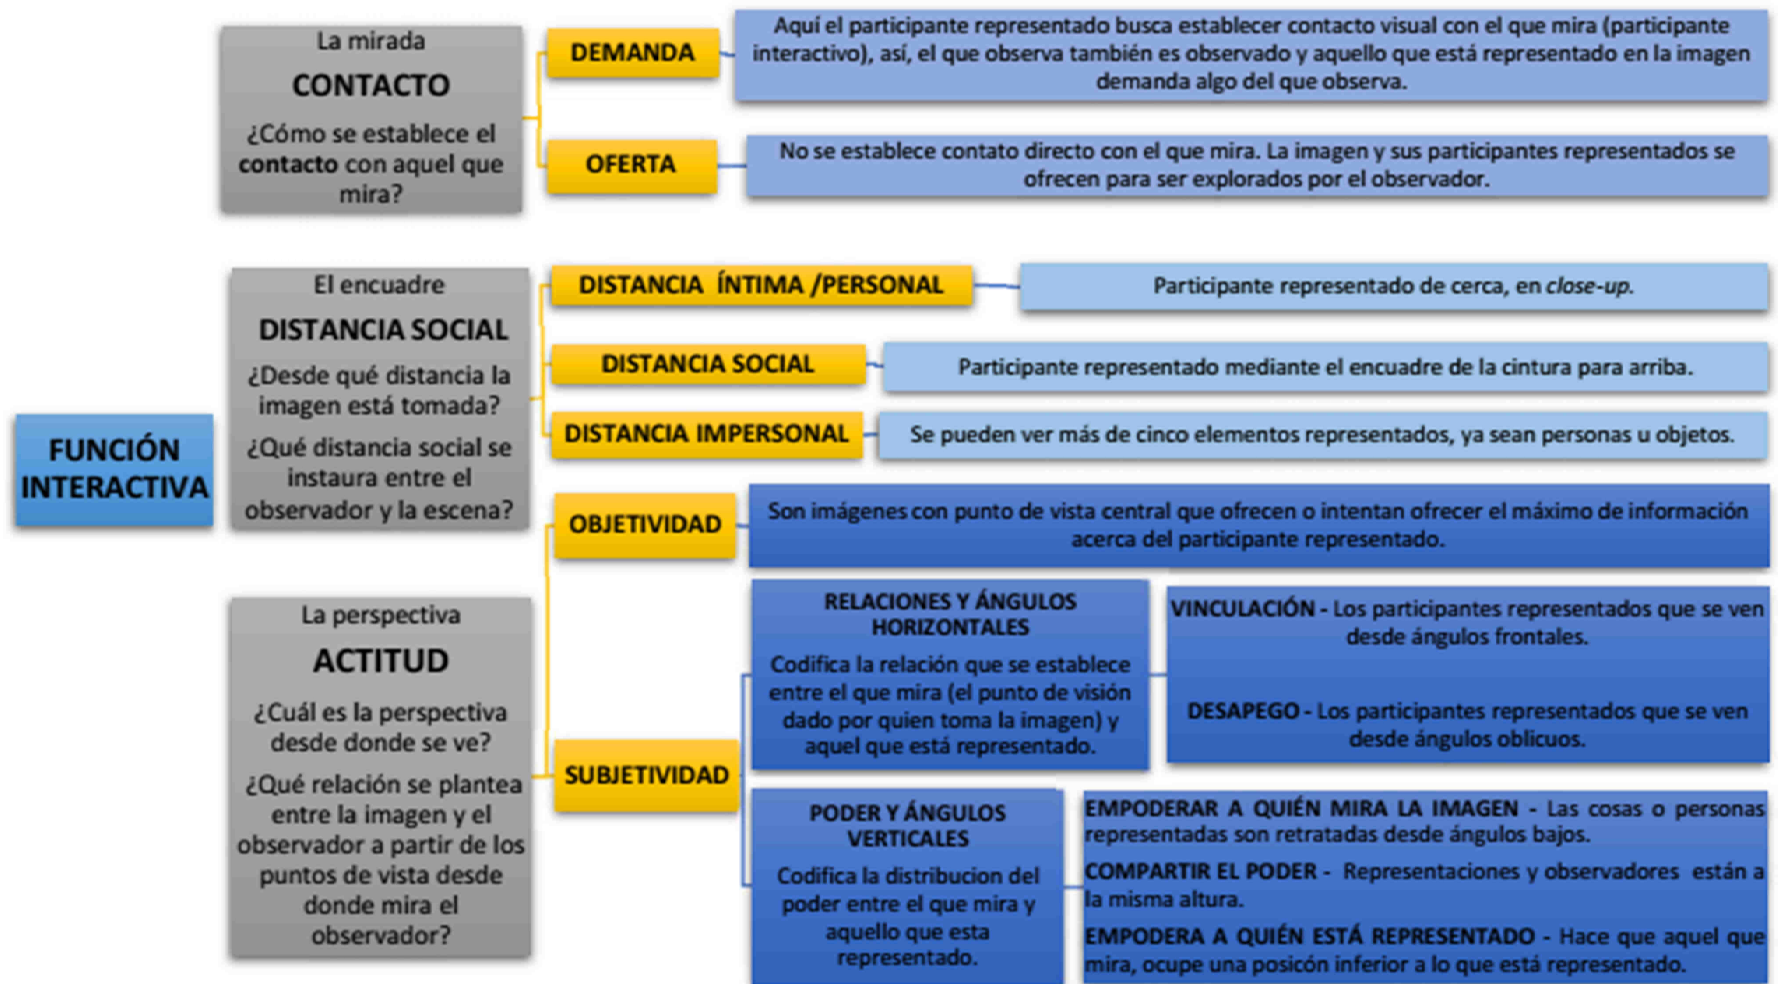 La mirada
CONTACTO
¿Cómo se establece el
contacto con aquel que
mira?
DEMANDA
Aquí el participante representado busca establecer contacto visual con el que mira (participante
interactivo), así, el que observa también es observado y aquello que está representado en la imagen
demanda algo del que observa.
OFERTA
No se establece contato directo con el que mira. La imagen y sus participantes representados se
ofrecen para ser explorados por el observador.
FUNCIÓN
INTERACTIVA
El encuadre
DISTANCIA SOCIAL
¿Desde qué distancia la
imagen está tomada?
¿Qué distancia social se
instaura entre el
observador y la escena?
DISTANCIA ÍNTIMA /PERSONAL
Participante representado de cerca, en close-up.
DISTANCIA SOCIAL
Participante representado mediante el encuadre de la cintura para arriba.
DISTANCIA IMPERSONAL
Se pueden ver más de cinco elementos representados, ya sean personas u objetos.
La perspectiva
ACTITUD
¿Cuál es la perspectiva
desde donde se ve?
¿Qué relación se plantea
entre la imagen y el
observador a partir de los
puntos de vista desde
donde mira el
observador?
OBJETIVIDAD
Son imágenes con punto de vista central que ofrecen o intentan ofrecer el máximo de información
acerca del participante representado.
SUBJETIVIDAD
RELACIONES Y ÁNGULOS
HORIZONTALES
Codifica la relación que se establece
entre el que mira (el punto de visión
dado por quien toma la imagen) y
aquel que está representado.
VINCULACIÓN - Los participantes representados que se ven
desde ángulos frontales.
DESAPEGO - Los participantes representados que se ven
desde ángulos oblicuos.
PODER Y ÁNGULOS
VERTICALES
Codifica la distribucion del
poder entre el que mira y
aquello que esta
representado.
EMPODERAR A QUIÉN MIRA LA IMAGEN - Las cosas o personas
representadas son retratadas desde ángulos bajos.
COMPARTIR EL PODER - Representaciones y observadores están a
la misma altura.
EMPODERA A QUIÉN ESTÁ REPRESENTADO - Hace que aquel que
mira, ocupe una posicón inferior a lo que está representado.